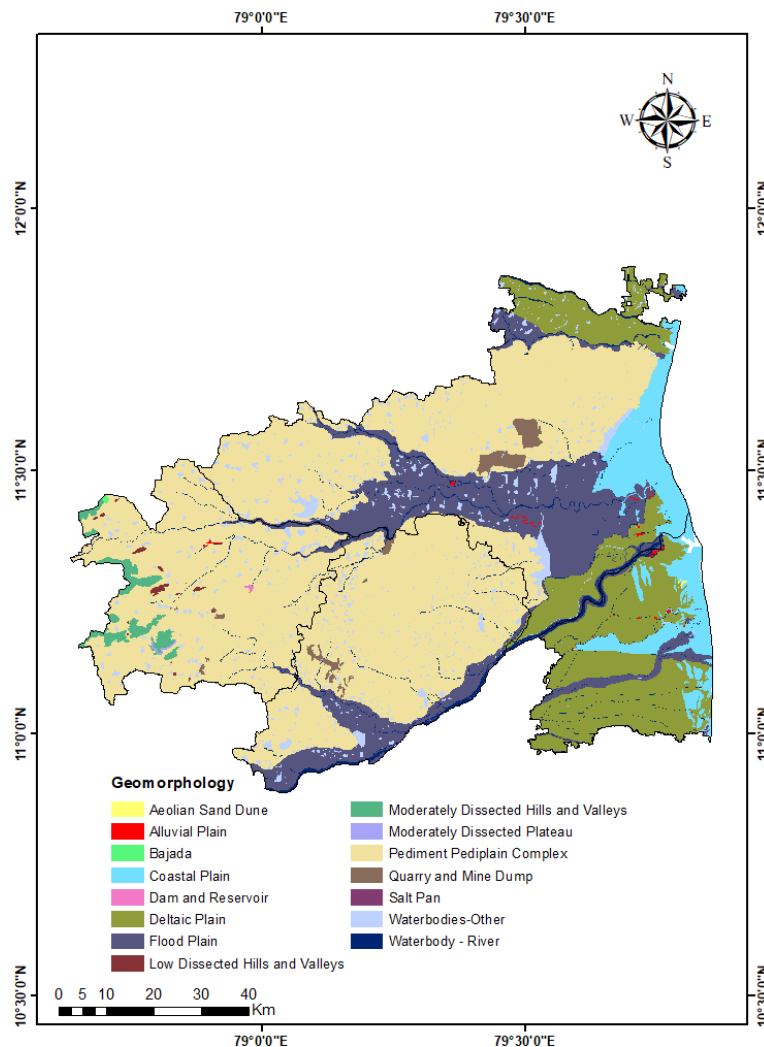 79°0'0"E 79°30'0"E
N
W E
S
12°0'0"N 12°0'0"N
11°30'0"N 11°30'0"N
11°0'0"N 11°0'0"N
Geomorphology
Aeolian Sand Dune
Alluvial Plain
Bajada
Coastal Plain
Dam and Reservoir
Deltaic Plain
Flood Plain
Low Dissected Hills and Valleys
Moderately Dissected Hills and Valleys
Moderately Dissected Plateau
Pediment Pediplain Complex
Quarry and Mine Dump
Salt Pan
Waterbodies-Other
Waterbody - River
0 5 10 20 30 40
Km
10°30'0"N 10°30'0"N
79°0'0"E 79°30'0"E